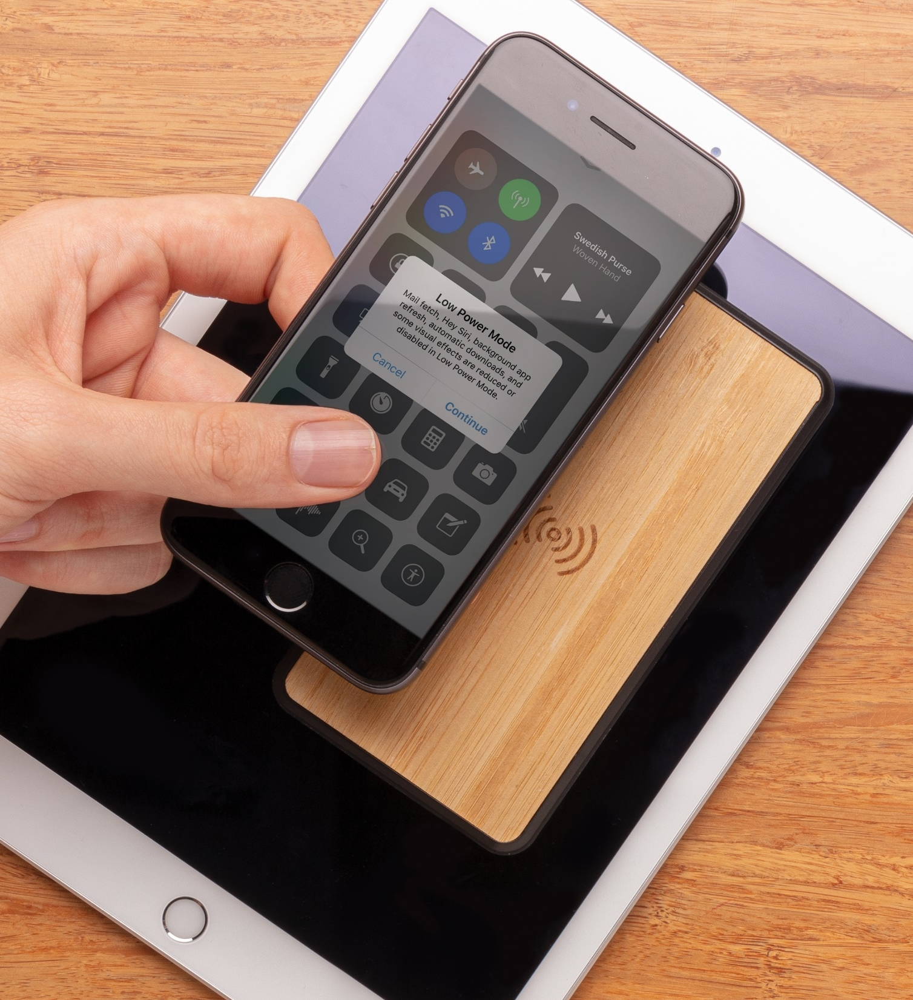 Swedish Purse
Woven Hand
Low Power Mode
Mail fetch, Hey Siri, background app
refresh, automatic downloads, and
some visual effects are reduced or
disabled in Low Power Mode.
Cancel
Continue